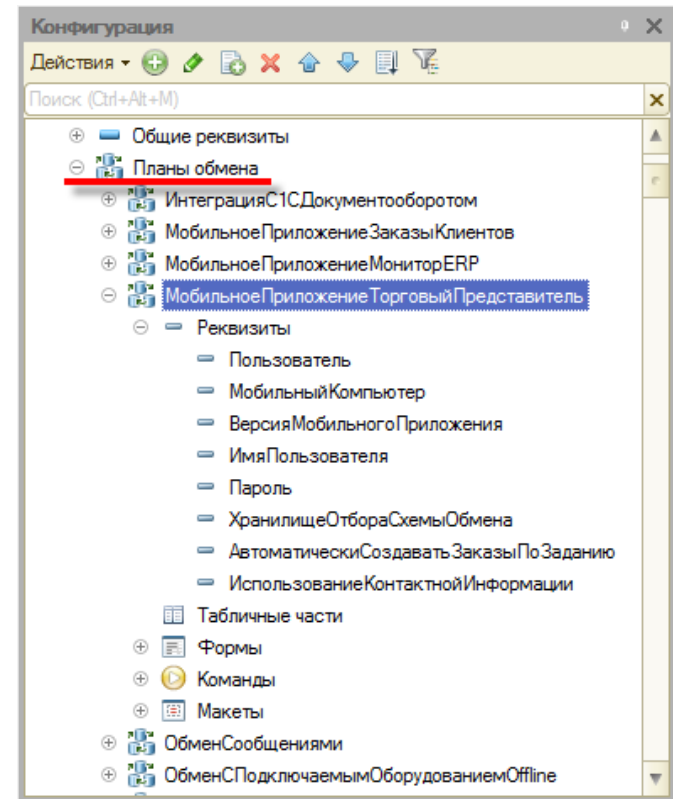 Конфигурация
Действия
Поиск (Ctrl+Alt+M)
Общие реквизиты
Планы обмена
ИнтеграцияС1СДокументооборотом
МобильноеПриложениеЗаказыКлиентов
МобильноеПриложениеМониторERP
МобильноеПриложениеТорговыйПредставитель
Реквизиты
Пользователь
МобильныйКомпьютер
ВерсияМобильногоПриложения
ИмяПользователя
Пароль
ХранилищеОтбораСхемыОбмена
АвтоматическиСоздаватьЗаказыПоЗаданию
ИспользованиеКонтактнойИнформации
Табличные части
Формы
Команды
Макеты
ОбменСообщениями
ОбменСПодключаемымОборудованиемOffline